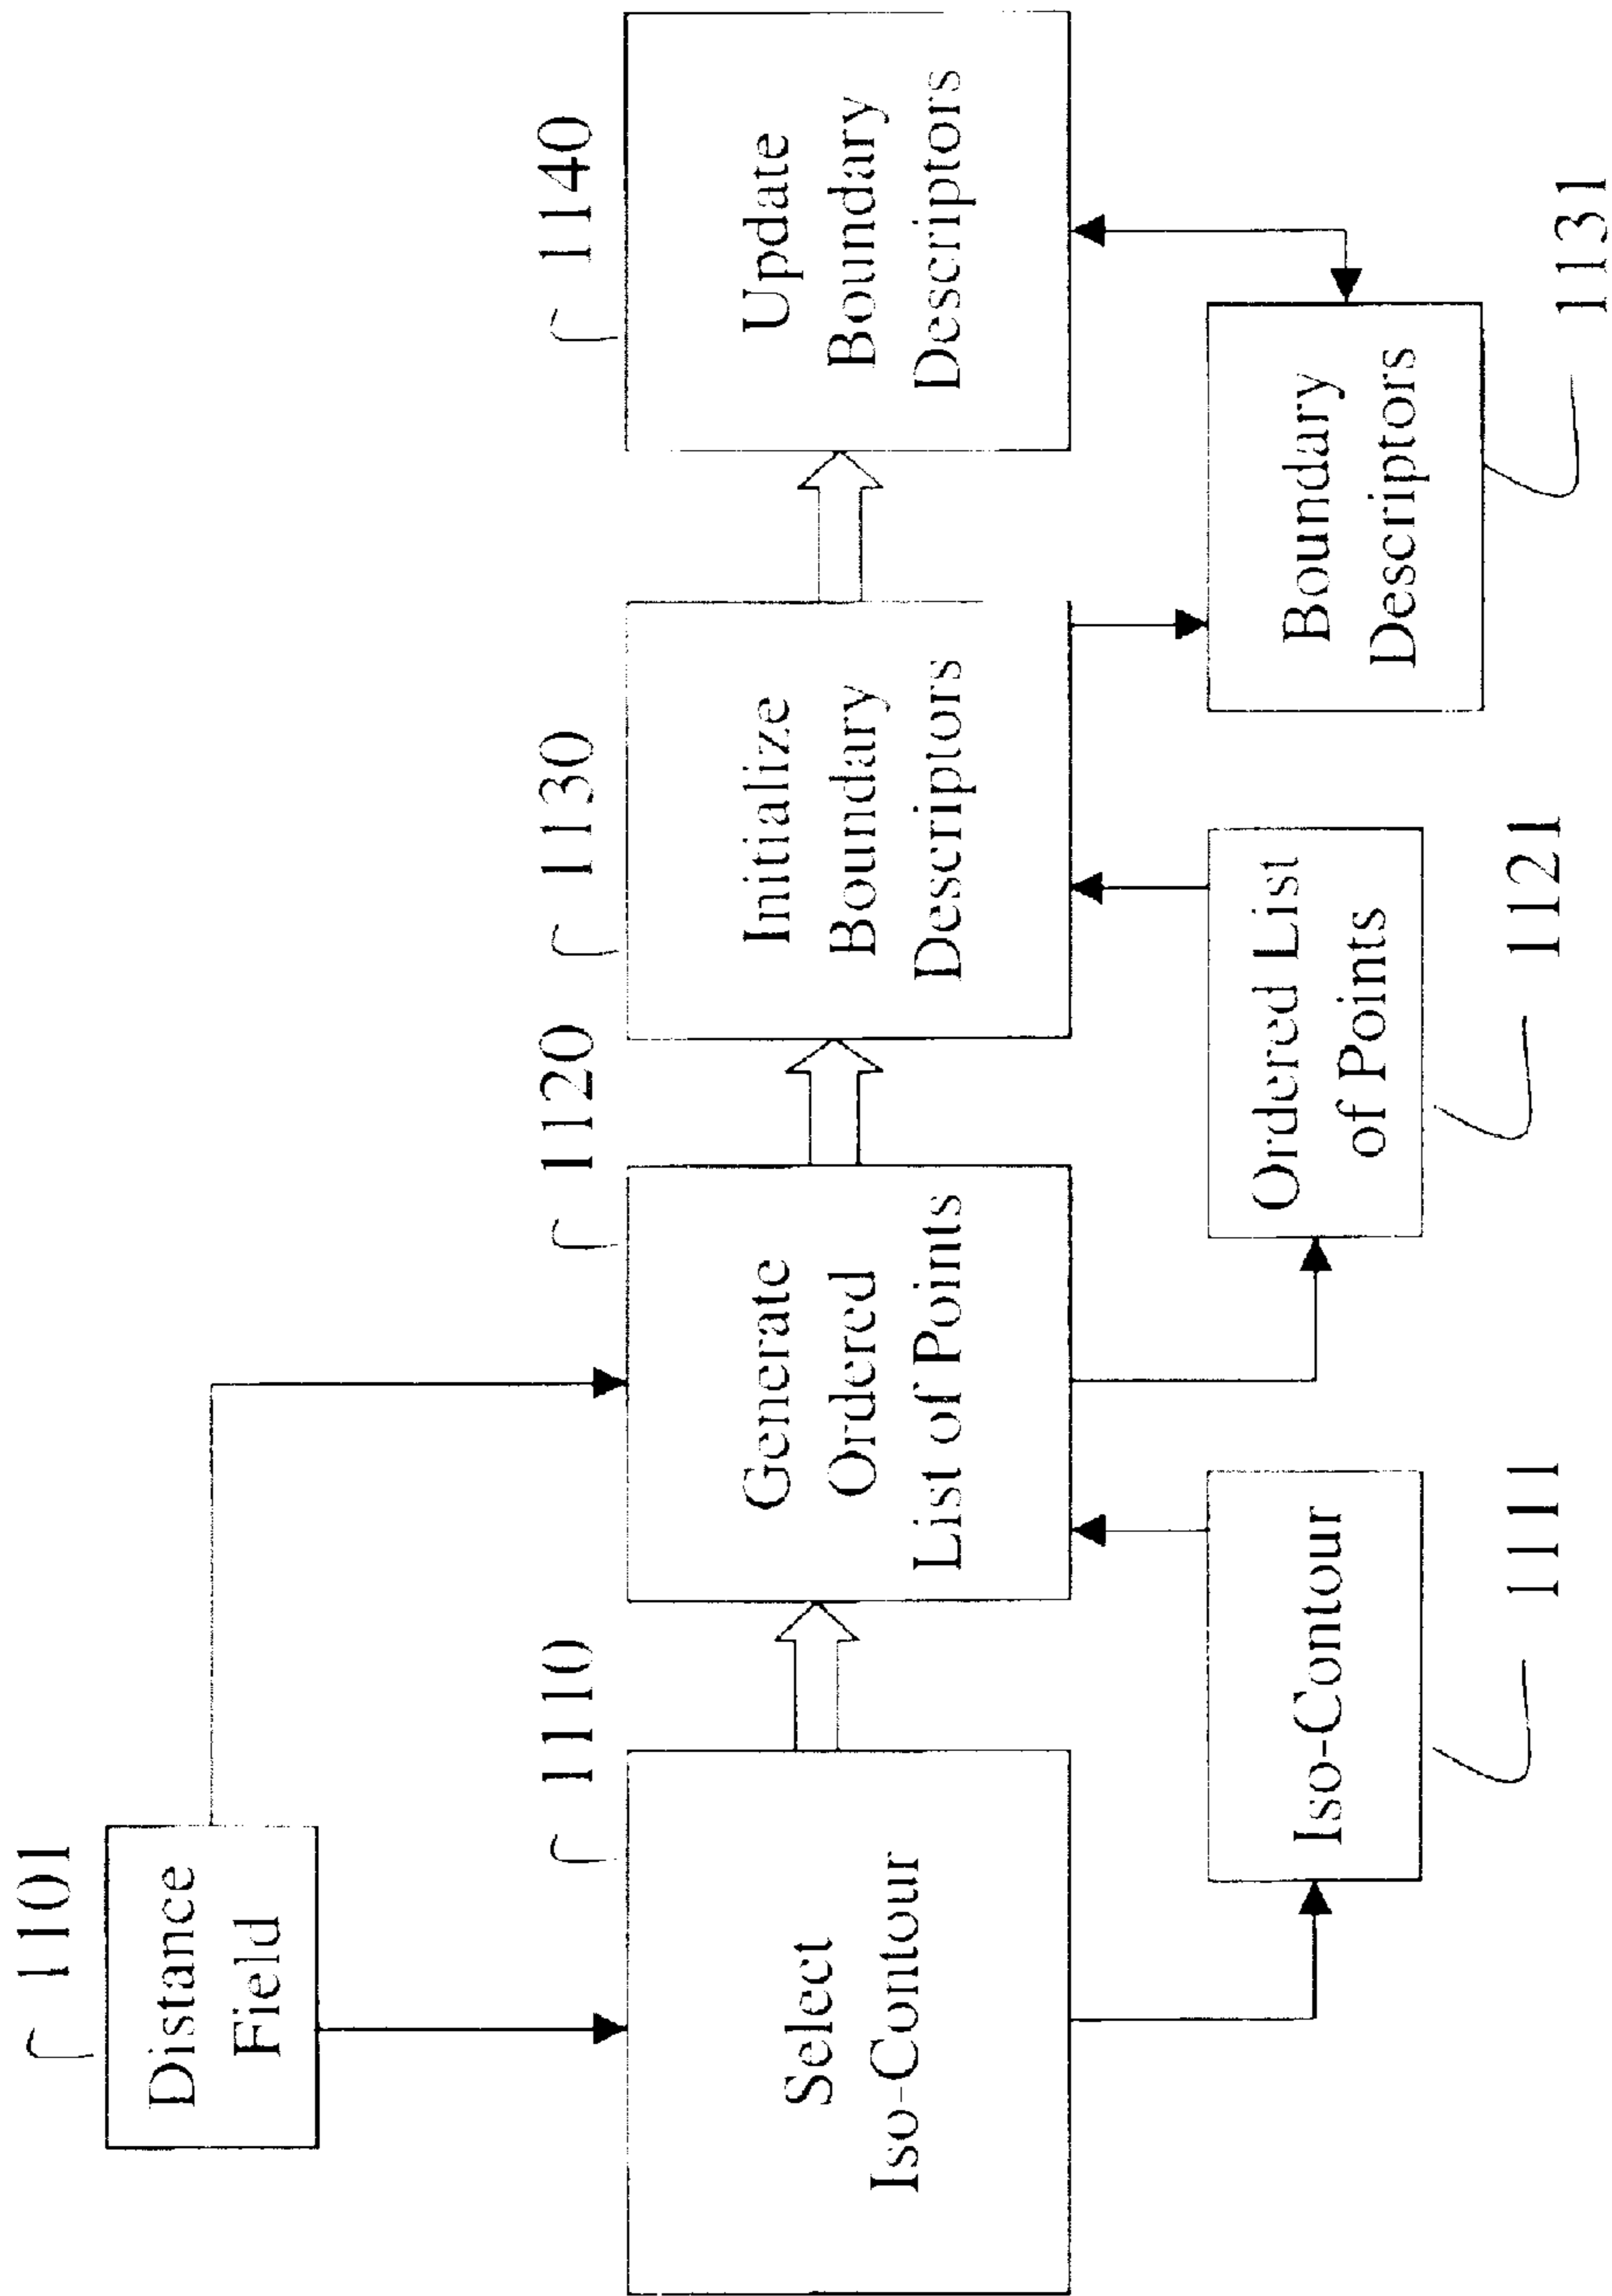 1101
Distance
Field
1110
Select
Iso-Contour
1120
Generate
Ordered
List of Points
1130
Initialize
Boundary
Descriptors
1140
Update
Boundary
Descriptors
Iso-Contour
1111
Ordered List
of Points
1121
Boundary
Descriptors
1131